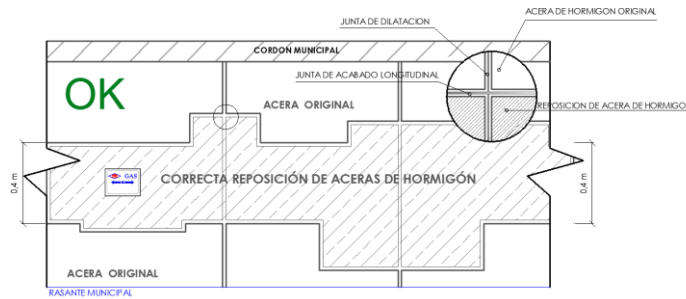 ACERA DE HORMIGON ORIGINAL
JUNTA DE DILATACION
CORDON MUNICIPAL
JUNTA DE ACABADO LONGITUDINAL
OK
ACERA ORIGINAL
REPOSICION DE ACERA DE HORMIGO
0,4 m
GAS
CORRECTA REPOSICIÓN DE ACERAS DE HORMIGÓN
0,4 m
ACERA ORIGINAL
RASANTE MUNICIPAL